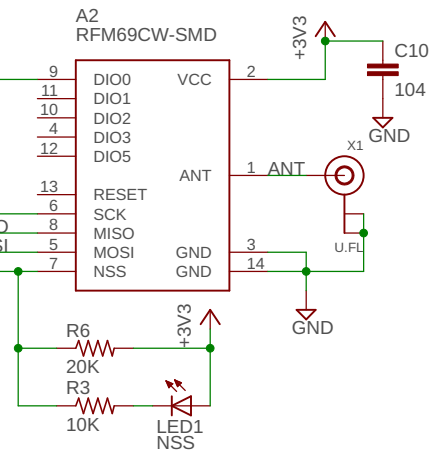 A2
RFM69CW-SMD
+3V3
C10
104
GND
9 DIO0 VCC 2
11 DIO1
10 DIO2
4 DIO3
12 DIO5
X1
ANT 1 ANT
13 RESET
6 SCK
8 MISO
U.FL
5 MOSI GND 3
7 NSS GND 14
+3V3
GND
R6
20K
R3
10K
LED1
NSS